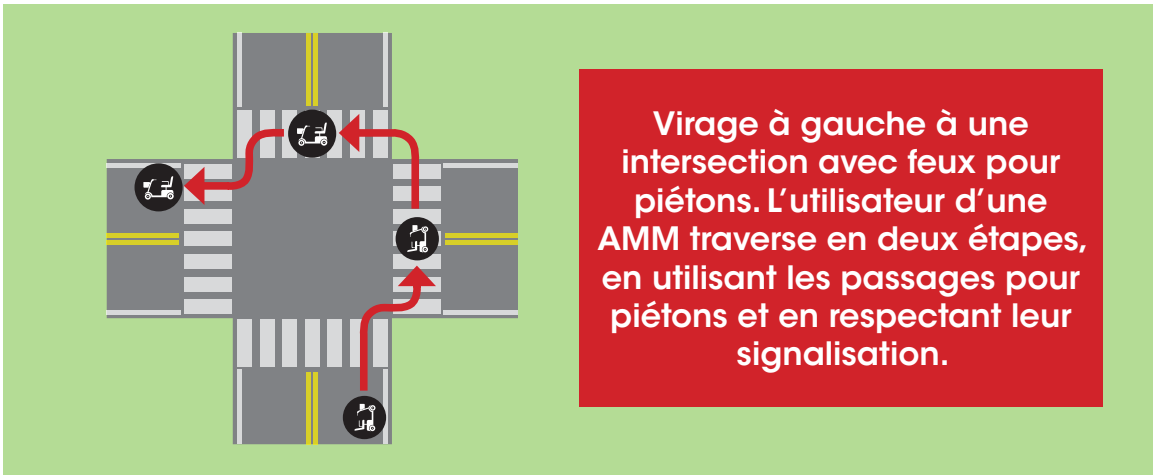 Virage à gauche à une
intersection avec feux pour
piétons. L’utilisateur d’une
AMM traverse en deux étapes,
en utilisant les passages pour
piétons et en respectant leur
signalisation.